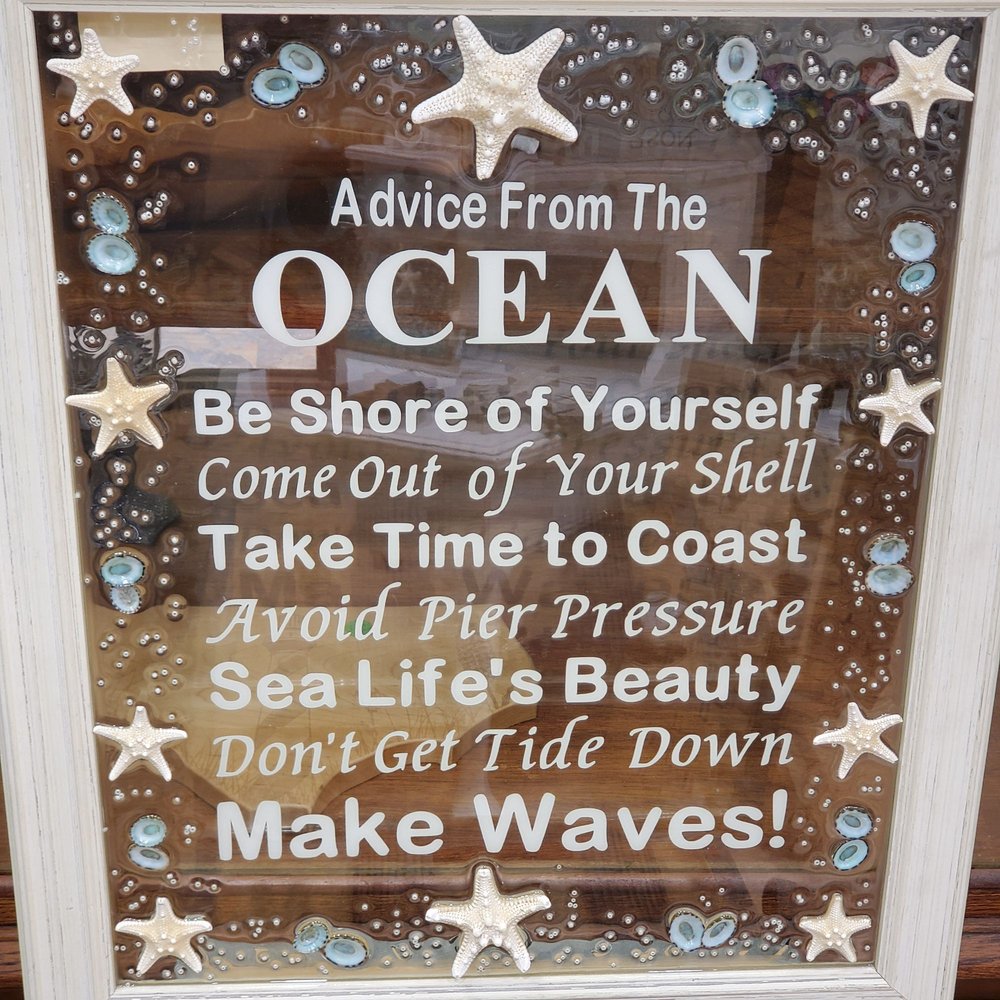 Advice From The
OCEAN
Be Shore of Yourself
Come Out of Your Shell
Take Time to Coast
Avoid Pier Pressure
Sea Life's Beauty
Don't Get Tide Down
Make Waves!